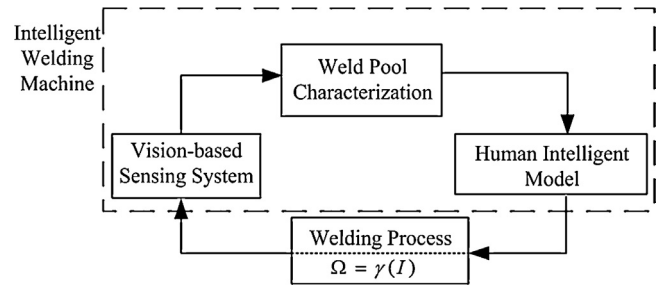 Intelligent
Welding
Machine
Weld Pool
Characterization
Vision-based
Sensing System
Human Intelligent
Model
Welding Process
Ω = γ(I)